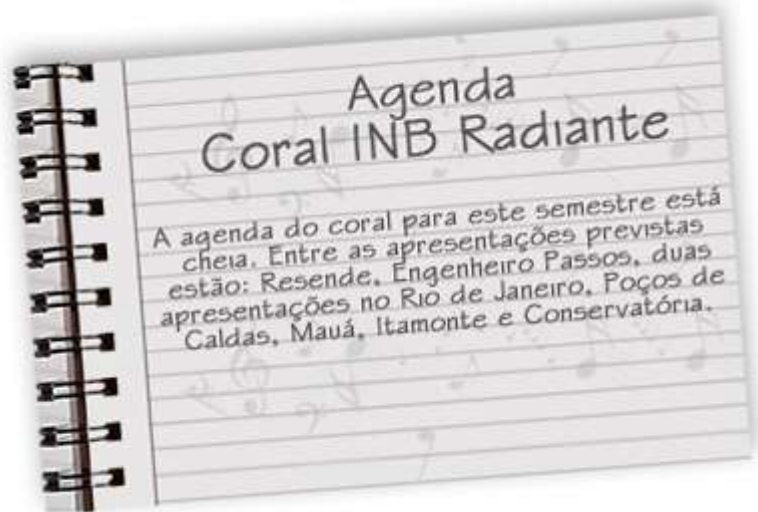 Agenda
Coral INB Radiante
A agenda do coral para este semestre está
cheia. Entre as apresentações previstas
estão: Resende, Engenheiro Passos, duas
apresentações no Rio de Janeiro, Poços de
Caldas, Mauá, Itamonte e Conservatória.